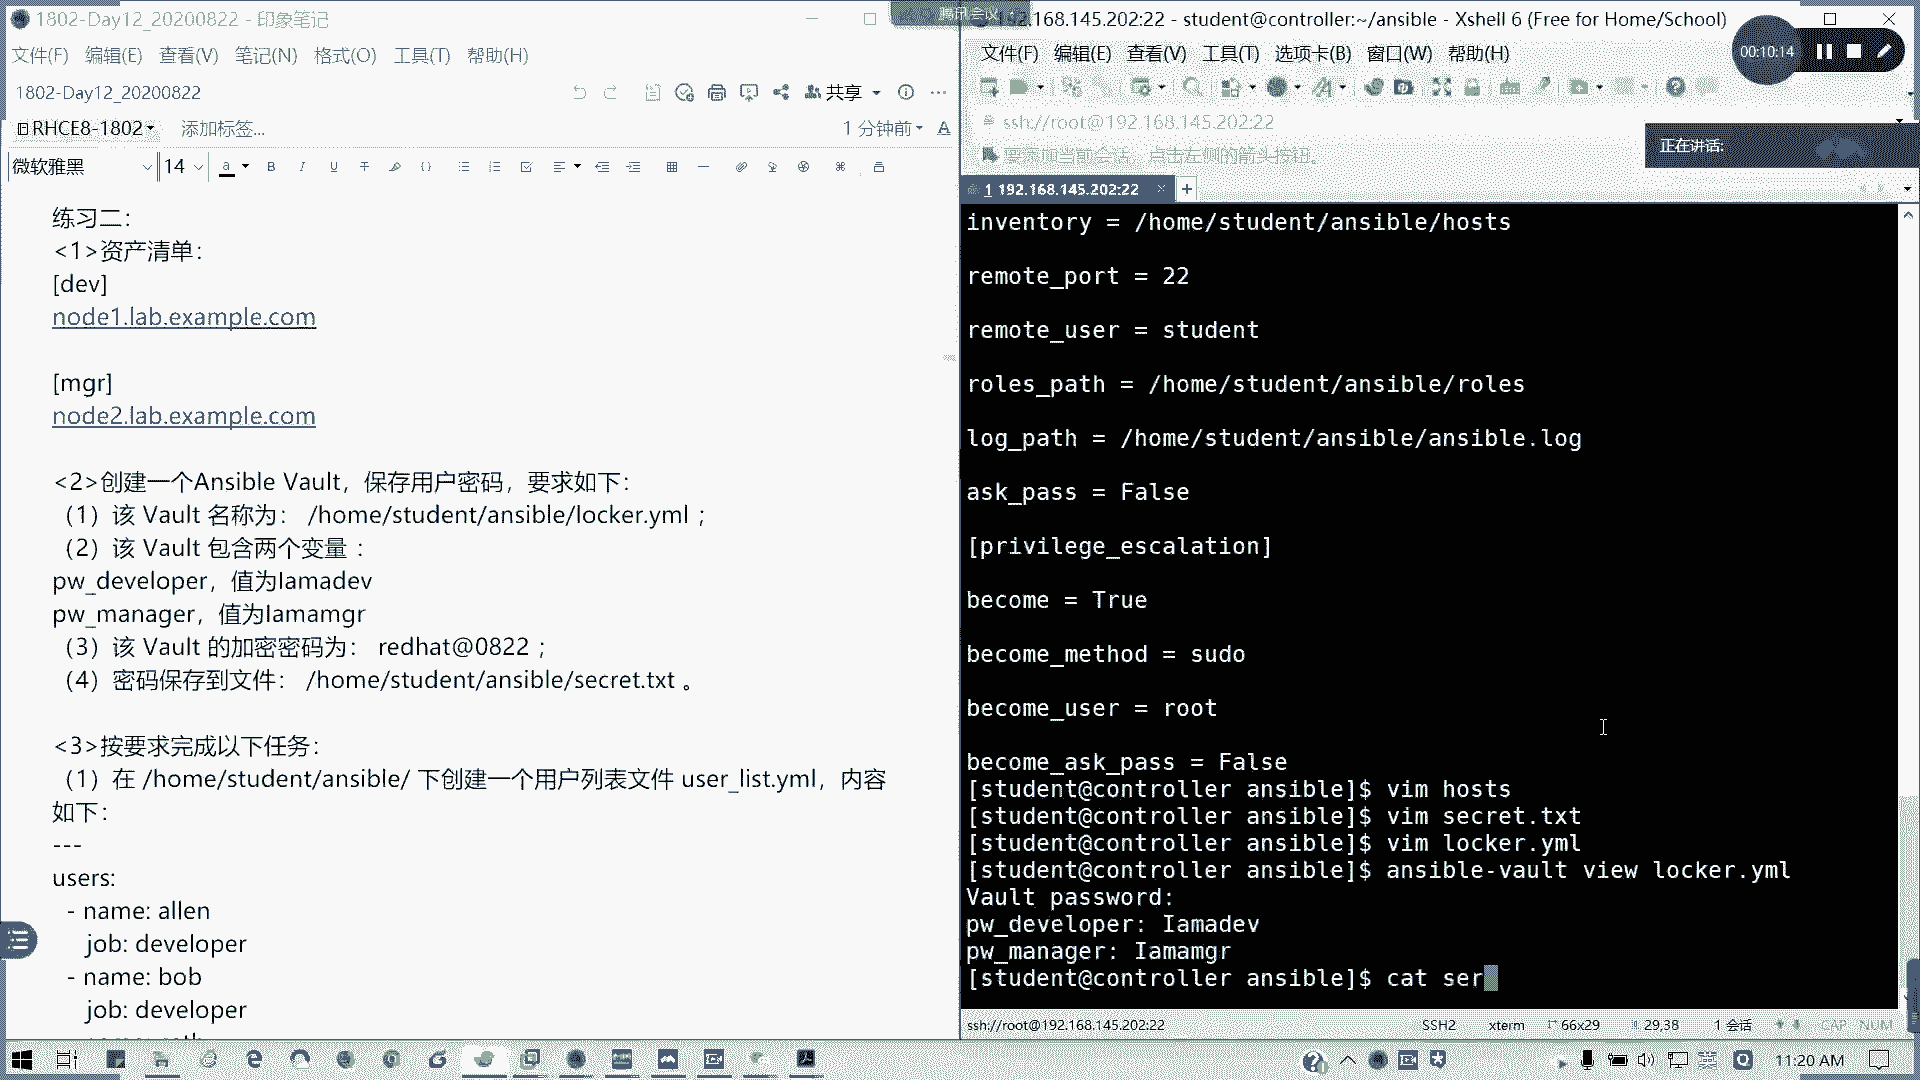 1802-Day12_20200822 - 印象笔记
文件(F) 编辑(E) 查看(V) 笔记(N) 格式(O) 工具(T) 帮助(H)
1802-Day12_20200822
共享
RHCE8-1802 添加标签...
1 分钟前
微软雅黑 14
练习二：
<1>资产清单：
[dev]
node1.lab.example.com
[mgr]
node2.lab.example.com
<2>创建一个Ansible Vault，保存用户密码，要求如下：
（1）该 Vault 名称为： /home/student/ansible/locker.yml ；
（2）该 Vault 包含两个变量 ：
pw_developer，值为Iamadev
pw_manager，值为Iamamgr
（3）该 Vault 的加密密码为： redhat@0822 ；
（4）密码保存到文件： /home/student/ansible/secret.txt 。
<3>按要求完成以下任务：
（1）在 /home/student/ansible/ 下创建一个用户列表文件 user_list.yml，内容
如下：
---
users:
- name: allen
job: developer
- name: bob
job: developer
腾讯会议
192.168.145.202:22 - student@controller:~/ansible - Xshell 6 (Free for Home/School)
文件(F) 编辑(E) 查看(V) 工具(T) 选项卡(B) 窗口(W) 帮助(H)
00:10:14
ssh://root@192.168.145.202:22
要添加当前会话，点击左侧的箭头按钮。
正在讲话:
1 192.168.145.202:22
inventory = /home/student/ansible/hosts
remote_port = 22
remote_user = student
roles_path = /home/student/ansible/roles
log_path = /home/student/ansible/ansible.log
ask_pass = False
[privilege_escalation]
become = True
become_method = sudo
become_user = root
become_ask_pass = False
[student@controller ansible]$ vim hosts
[student@controller ansible]$ vim secret.txt
[student@controller ansible]$ vim locker.yml
[student@controller ansible]$ ansible-vault view locker.yml
Vault password:
pw_developer: Iamadev
pw_manager: Iamamgr
[student@controller ansible]$ cat ser
ssh://root@192.168.145.202:22 SSH2 xterm 66x29 29,38 1 会话 CAP NUM
英 11:20 AM